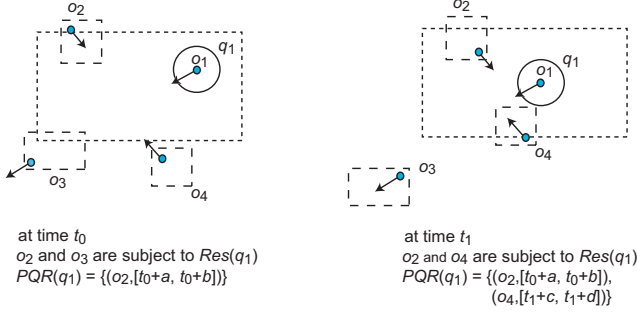 o2
q1
o1
o3
o4
at time t0
o2 and o3 are subject to Res(q1)
PQR(q1) = {(o2,[t0+a, t0+b])}
o2
q1
o1
o4
o3
at time t1
o2 and o4 are subject to Res(q1)
PQR(q1) = {(o2,[t0+a, t0+b]),
(o4,[t1+c, t1+d])}